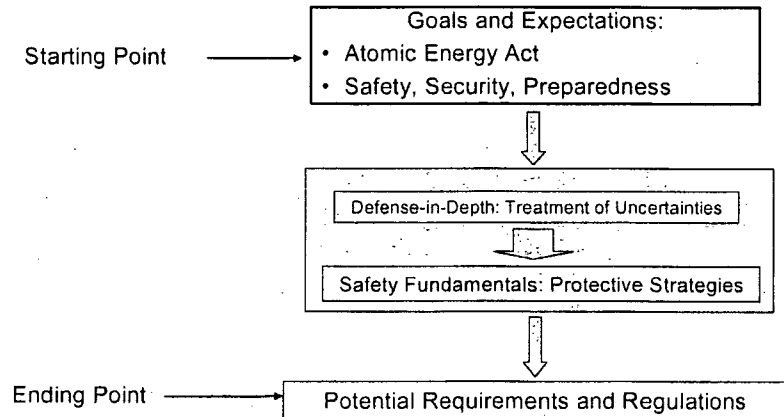 Goals and Expectations:
Starting Point
• Atomic Energy Act
• Safety, Security, Preparedness
Defense-in-Depth: Treatment of Uncertainties
Safety Fundamentals: Protective Strategies
Ending Point
Potential Requirements and Regulations